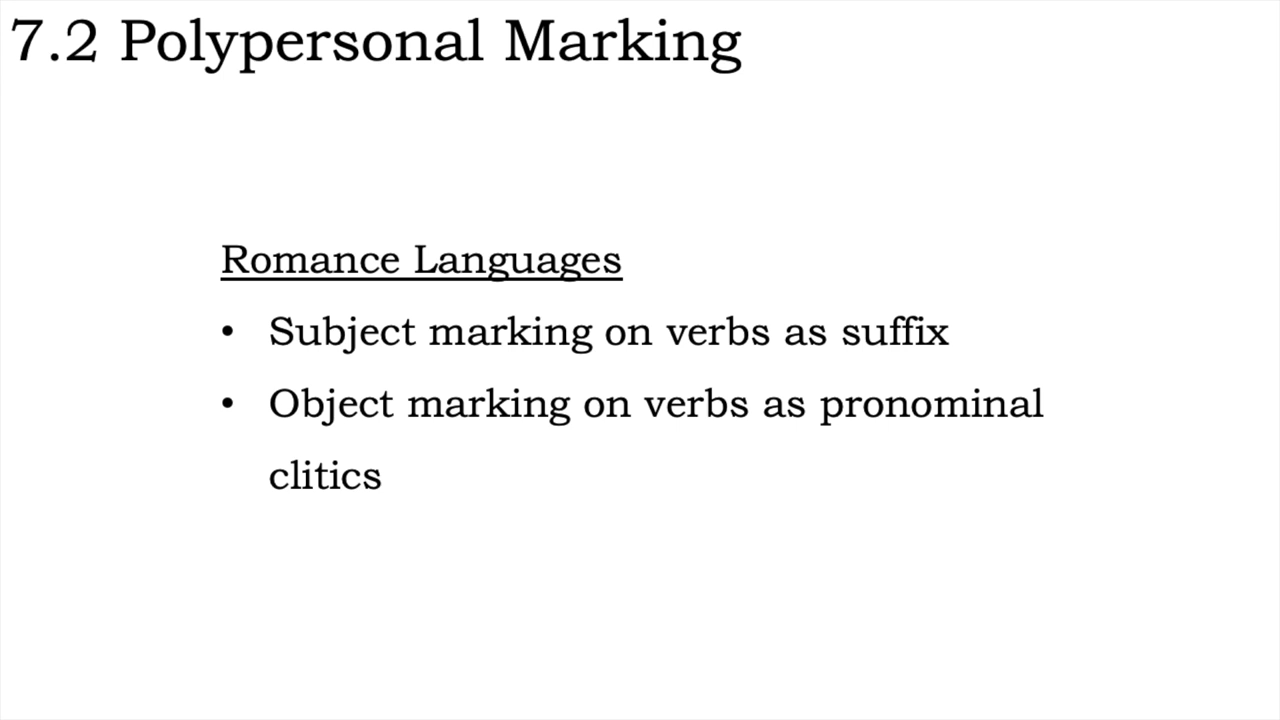 7.2 Polypersonal Marking
Romance Languages
• Subject marking on verbs as suffix
• Object marking on verbs as pronominal
clitics